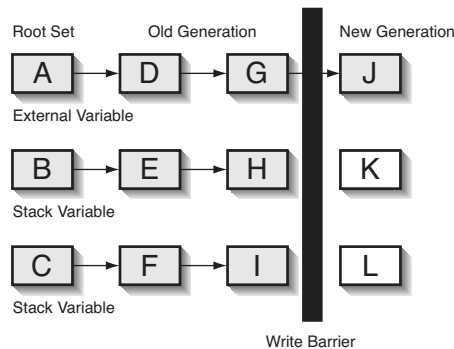 Root Set Old Generation New Generation
A D G J
External Variable
B E H K
Stack Variable
C F I L
Stack Variable
Write Barrier